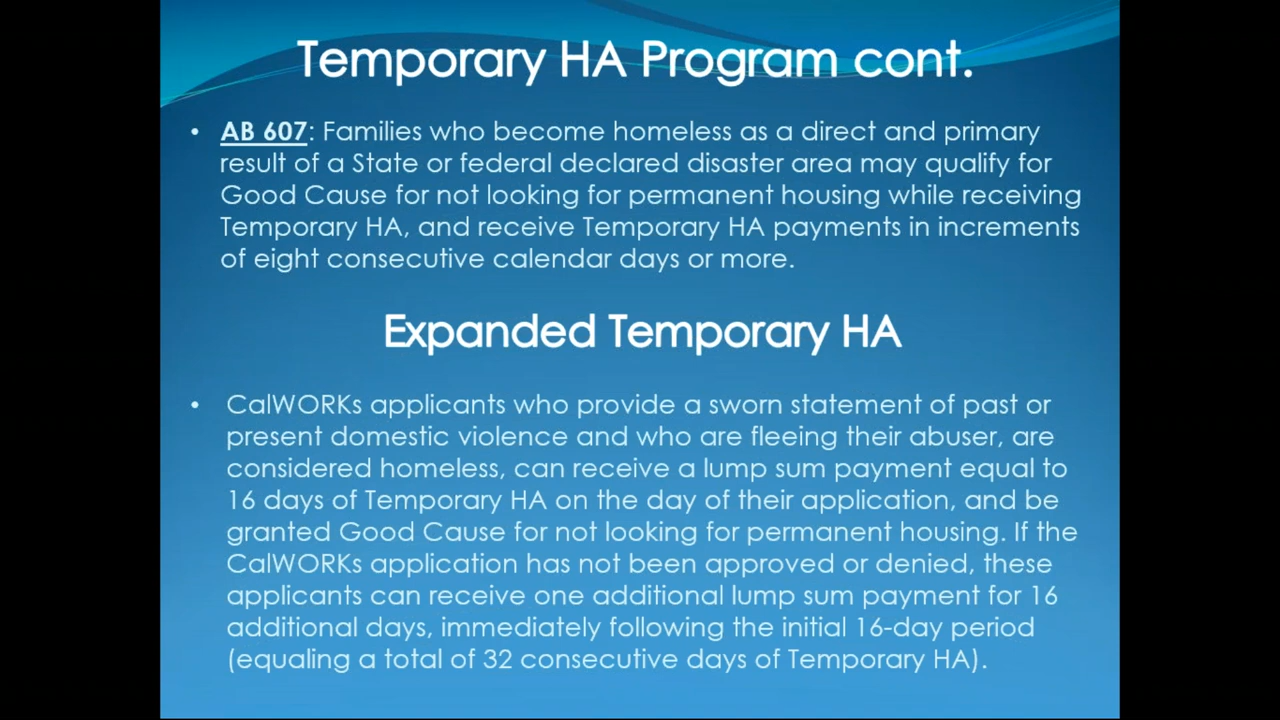 Temporary HA Program cont.
• AB 607: Families who become homeless as a direct and primary
result of a State or federal declared disaster area may qualify for
Good Cause for not looking for permanent housing while receiving
Temporary HA, and receive Temporary HA payments in increments
of eight consecutive calendar days or more.
Expanded Temporary HA
• CalWORKs applicants who provide a sworn statement of past or
present domestic violence and who are fleeing their abuser, are
considered homeless, can receive a lump sum payment equal to
16 days of Temporary HA on the day of their application, and be
granted Good Cause for not looking for permanent housing. If the
CalWORKs application has not been approved or denied, these
applicants can receive one additional lump sum payment for 16
additional days, immediately following the initial 16-day period
(equaling a total of 32 consecutive days of Temporary HA).